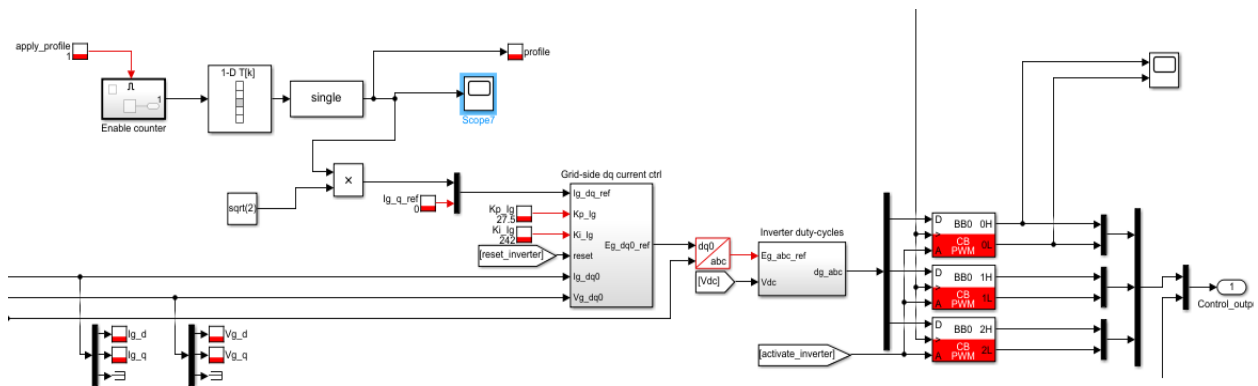 apply_profile
1
1
Enable counter
1-D T[k]
single
profile
Scope7
sqrt(2)
×
Ig_q_ref
0
Grid-side dq current ctrl
Kp_Ig
27.5
Ki_Ig
242
[reset_inverter]
Ig_dq_ref
Kp_Ig
Ki_Ig
reset
Ig_dq0
Vg_dq0
Eg_dq0_ref
dq0
abc
[Vdc]
Inverter duty-cycles
Eg_abc_ref
Vdc
dg_abc
[activate_inverter]
D
>
A
BB0
0H
CB
PWM
0L
D
>
A
BB0
1H
CB
PWM
1L
D
>
A
BB0
2H
CB
PWM
2L
1
Control_outpu
Ig_d
Ig_q
Vg_d
Vg_q